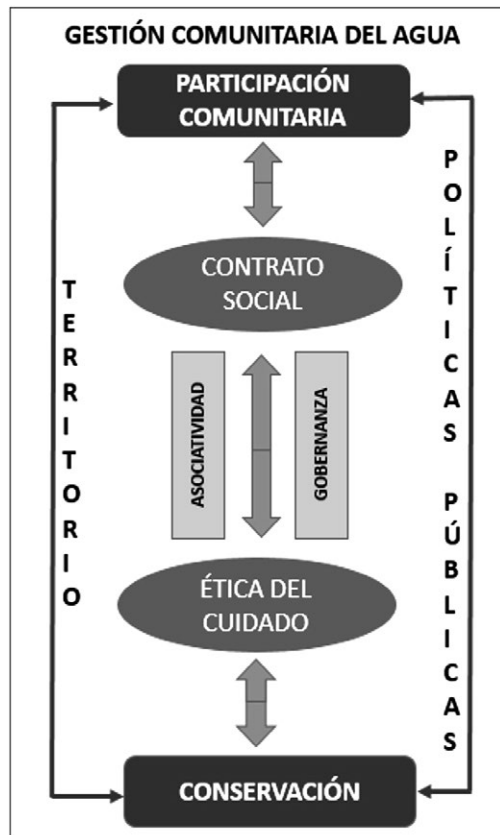 GESTIÓN COMUNITARIA DEL AGUA
PARTICIPACIÓN
COMUNITARIA
CONTRATO
SOCIAL
TERRITORIO
ASOCIATIVIDAD
GOBERNANZA
POLÍTICAS PÚBLICAS
ÉTICA DEL
CUIDADO
CONSERVACIÓN